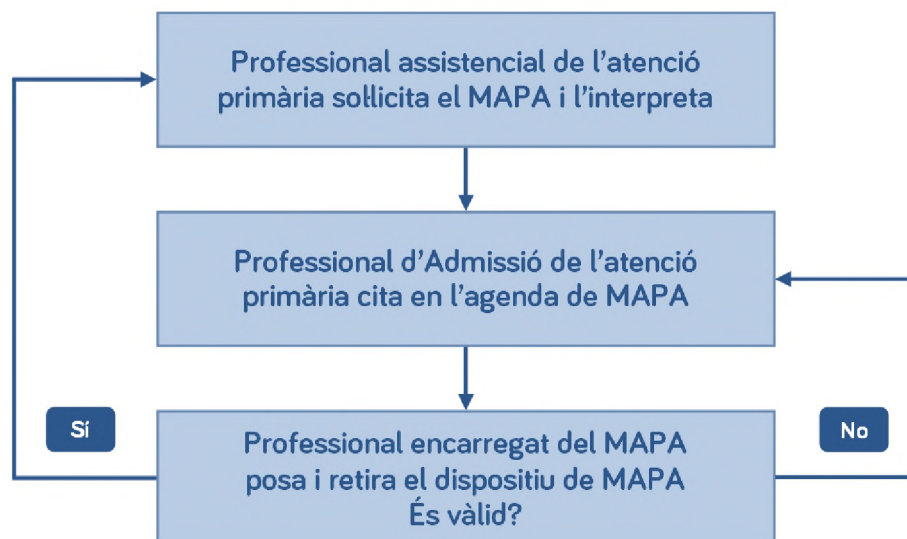 Professional assistencial de l'atenció
primària sol·licita el MAPA i l'interpreta
Professional d'Admissió de l'atenció
primària cita en l'agenda de MAPA
Sí
No
Professional encarregat del MAPA
posa i retira el dispositiu de MAPA
És vàlid?